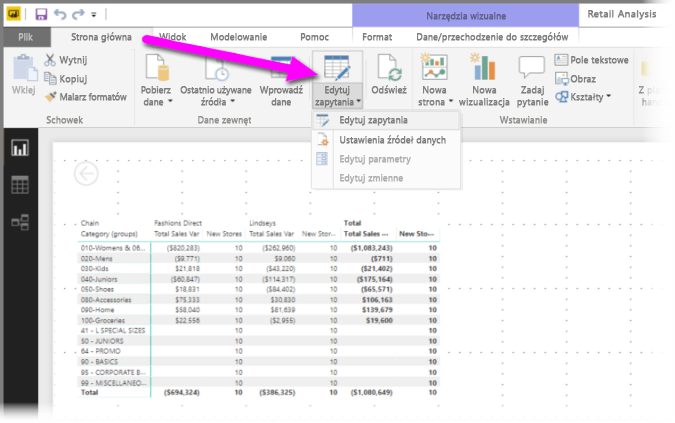 Narzędzia wizualne Retail Analysis
Plik Strona główna Widok Modelowanie Pomoc Format Dane/przechodzenie do szczegółów
Wklej
Wytnij
Kopiuj
Malarz formatów
Pobierz dane
Ostatnio używane źródła
Wprowadź dane
Edytuj zapytania
Odśwież
Nowa strona
Nowa wizualizacja
Zadaj pytanie
Pole tekstowe
Obraz
Kształty
Schowek Dane zewnęt Wstawianie
Edytuj zapytania
Ustawienia źródeł danych
Edytuj parametry
Edytuj zmienne
Chain Fashions Direct Lindseys Total
Category (groups) Total Sales Var New Stores Total Sales Var New Stor... Total Sales ... New Sto...
010-Womens & 06... ($820,283) 10 ($262,960) 10 ($1,083,243) 10
020-Mens ($9,771) 10 $9,060 10 ($711) 10
030-Kids $21,818 10 ($43,220) 10 ($21,402) 10
040-Juniors ($60,847) 10 ($114,317) 10 ($175,164) 10
050-Shoes $18,831 10 ($84,402) 10 ($65,571) 10
080-Accessories $75,333 10 $30,830 10 $106,163 10
090-Home $58,040 10 $81,639 10 $139,679 10
100-Groceries $22,556 10 ($2,955) 10 $19,600 10
41 - L SPECIAL SIZES 10 10 10
50 - JUNIORS 10 10 10
64 - PROMO 10 10 10
90 - BASICS 10 10 10
95 - CORPORATE B... 10 10 10
99 - MISCELLANEO... 10 10 10
Total ($694,324) 10 ($386,325) 10 ($1,080,649) 10